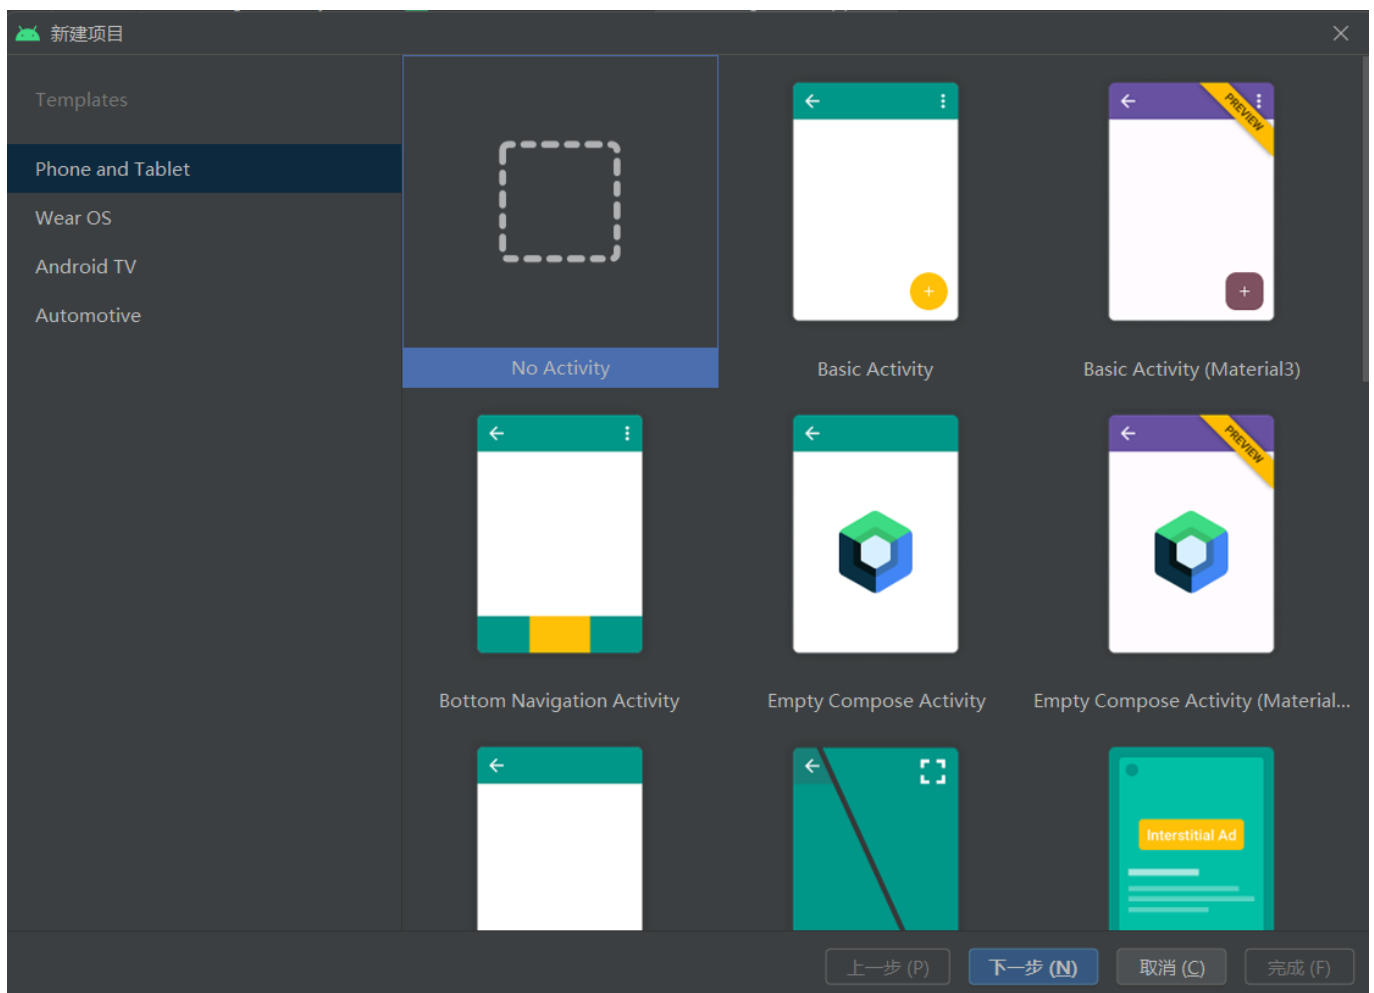 新建项目
Templates
Phone and Tablet
Wear OS
Android TV
Automotive
PREVIEW
No Activity
Basic Activity
Basic Activity (Material3)
PREVIEW
Bottom Navigation Activity
Empty Compose Activity
Empty Compose Activity (Material...
Interstitial Ad
上一步 (P)
下一步 (N)
取消 (C)
完成 (F)